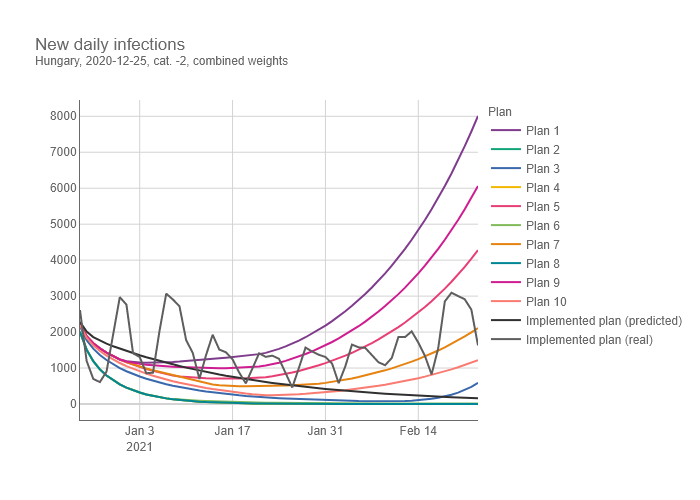 New daily infections
Hungary, 2020-12-25, cat. -2, combined weights
8000
7000
6000
5000
4000
3000
2000
1000
0
Jan 3
2021
Jan 17
Jan 31
Feb 14
Plan
Plan 1
Plan 2
Plan 3
Plan 4
Plan 5
Plan 6
Plan 7
Plan 8
Plan 9
Plan 10
Implemented plan (predicted)
Implemented plan (real)